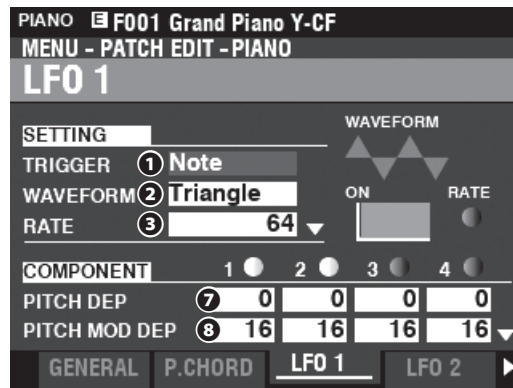 PIANO E F001 Grand Piano Y-CF
MENU - PATCH EDIT - PIANO
LFO 1
SETTING
WAVEFORM
TRIGGER 1 Note
WAVEFORM 2 Triangle
ON RATE
RATE 3 64
COMPONENT 1 2 3 4
PITCH DEP 7 0 0 0 0
PITCH MOD DEP 8 16 16 16 16
GENERAL P.CHORD LFO 1 LFO 2